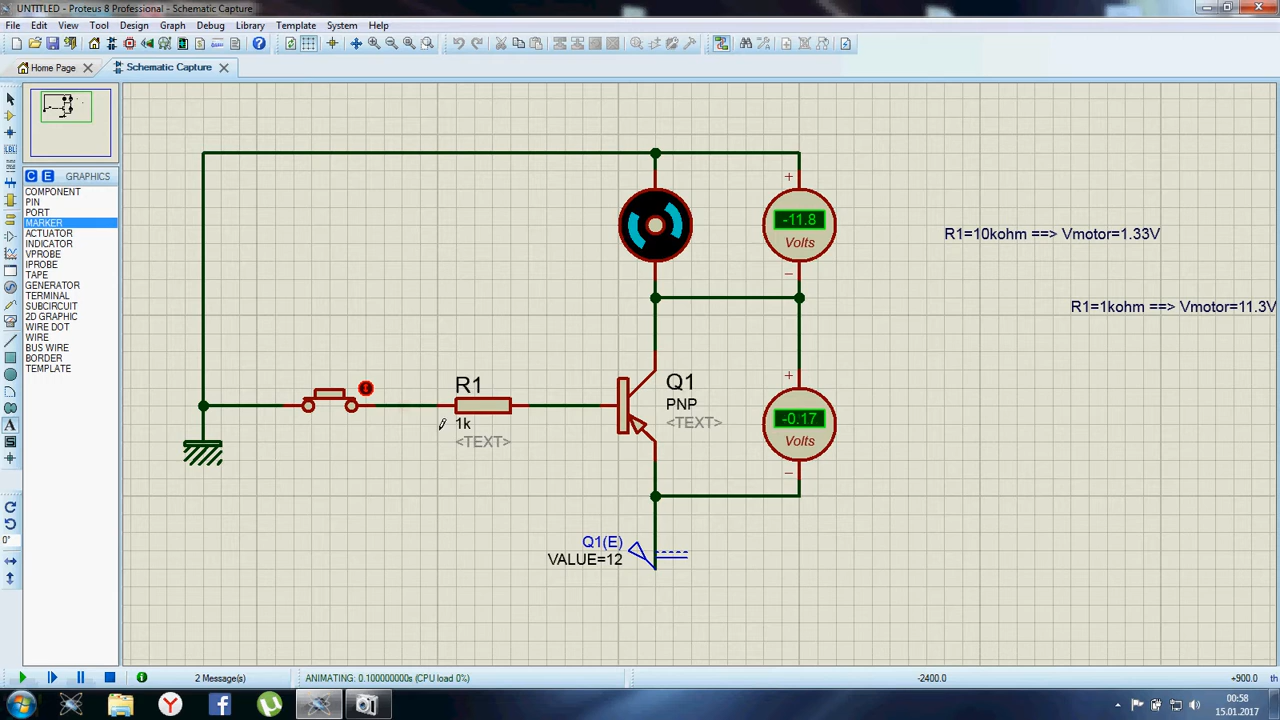 UNTITLED - Proteus 8 Professional - Schematic Capture
File Edit View Tool Design Graph Debug Library Template System Help
Home Page
Schematic Capture
C E GRAPHICS
COMPONENT
PIN
PORT
MARKER
ACTUATOR
INDICATOR
VPROBE
IPROBE
TAPE
GENERATOR
TERMINAL
SUBCIRCUIT
2D GRAPHIC
WIRE DOT
WIRE
BUS WIRE
BORDER
TEMPLATE
0°
LBL
A
+
-11.8
Volts
R1=10kohm ==> Vmotor=1.33V
R1=1kohm ==> Vmotor=11.3V
R1
1k
<TEXT>
Q1
PNP
<TEXT>
+
-0.17
Volts
Q1(E)
VALUE=12
2 Message(s)
ANIMATING: 0.100000000s (CPU load 0%)
-2400.0
+900.0
th
00:58
15.01.2017